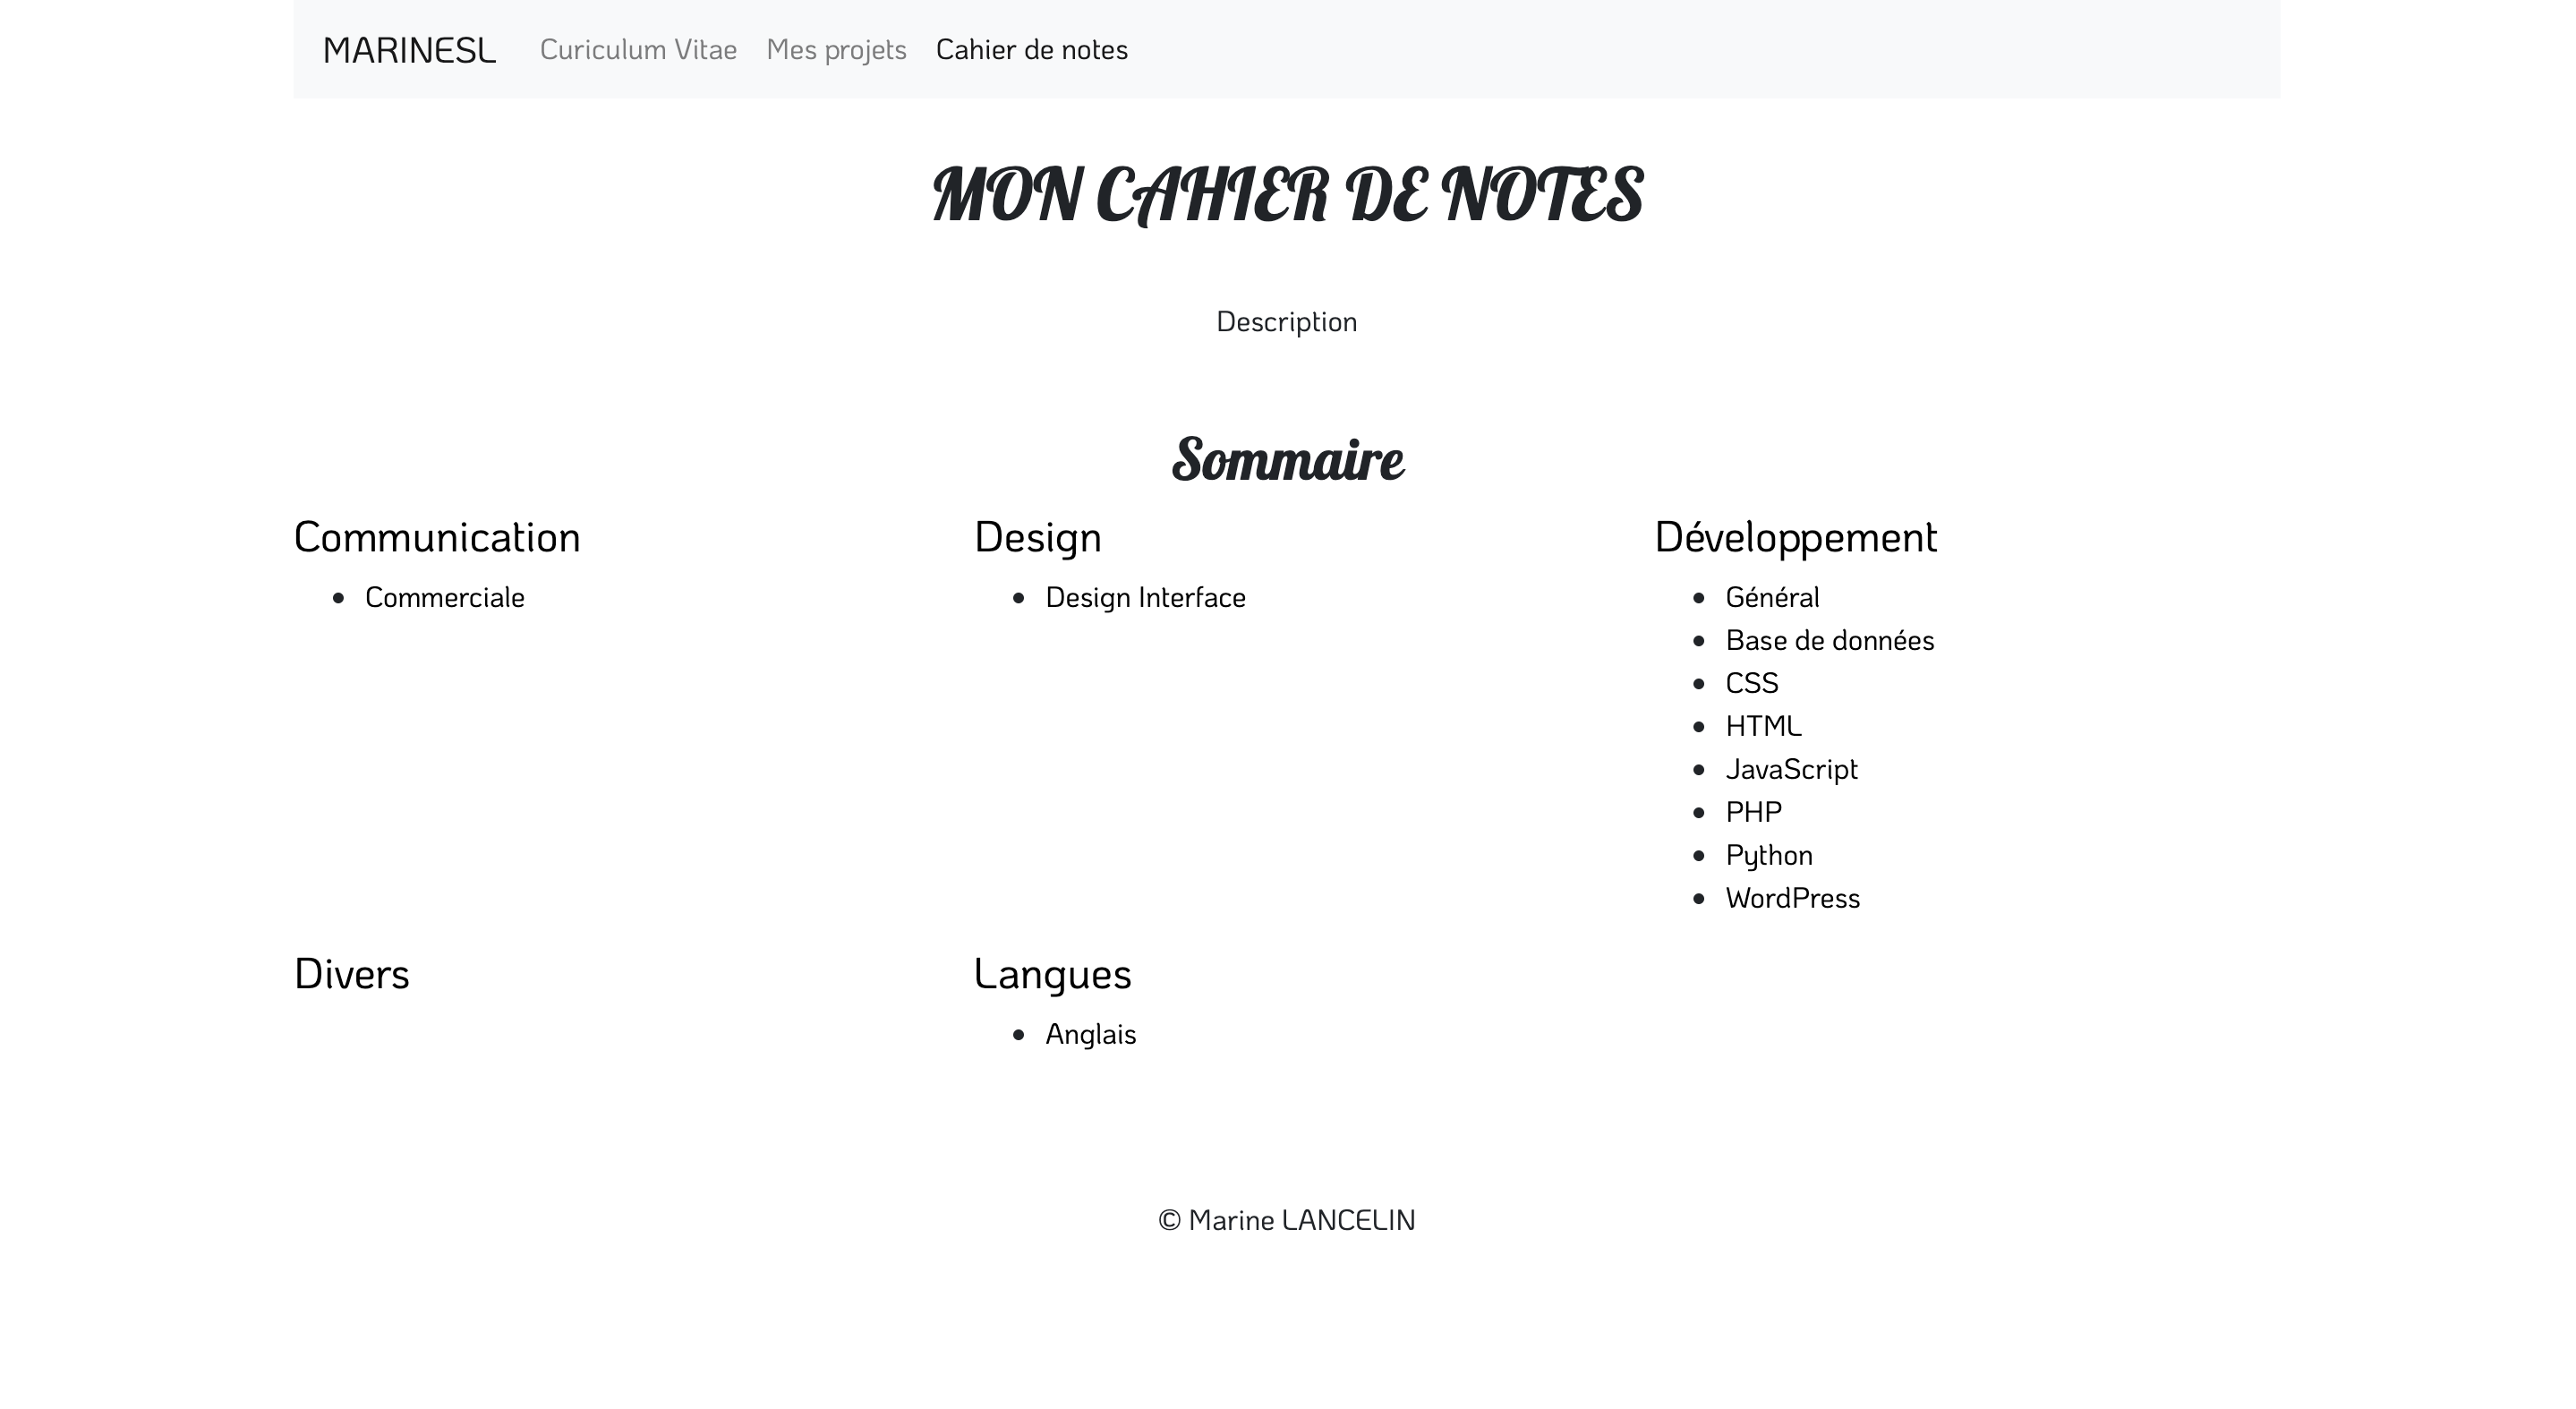 MARINESL Curiculum Vitae Mes projets Cahier de notes
MON CAHIER DE NOTES
Description
Sommaire
Communication
Commerciale
Design
Design Interface
Développement
Général
Base de données
CSS
HTML
JavaScript
PHP
Python
WordPress
Divers
Langues
Anglais
© Marine LANCELIN